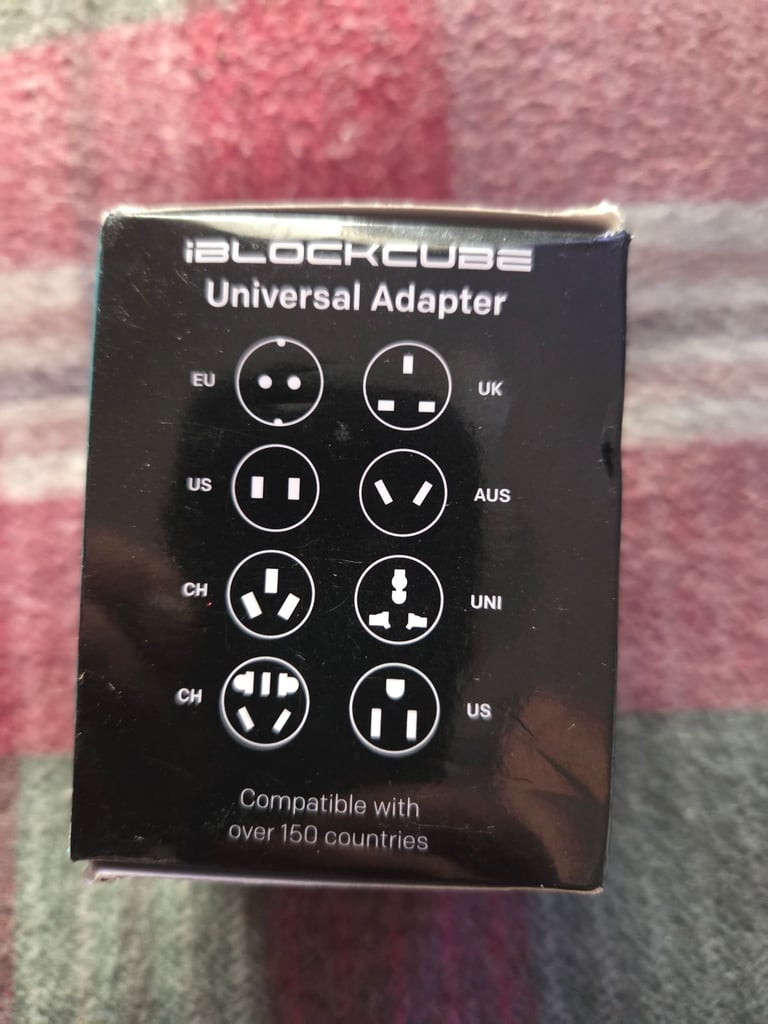 iBLOCKCUBE
Universal Adapter
EU UK
US AUS
CH UNI
CH US
Compatible with
over 150 countries